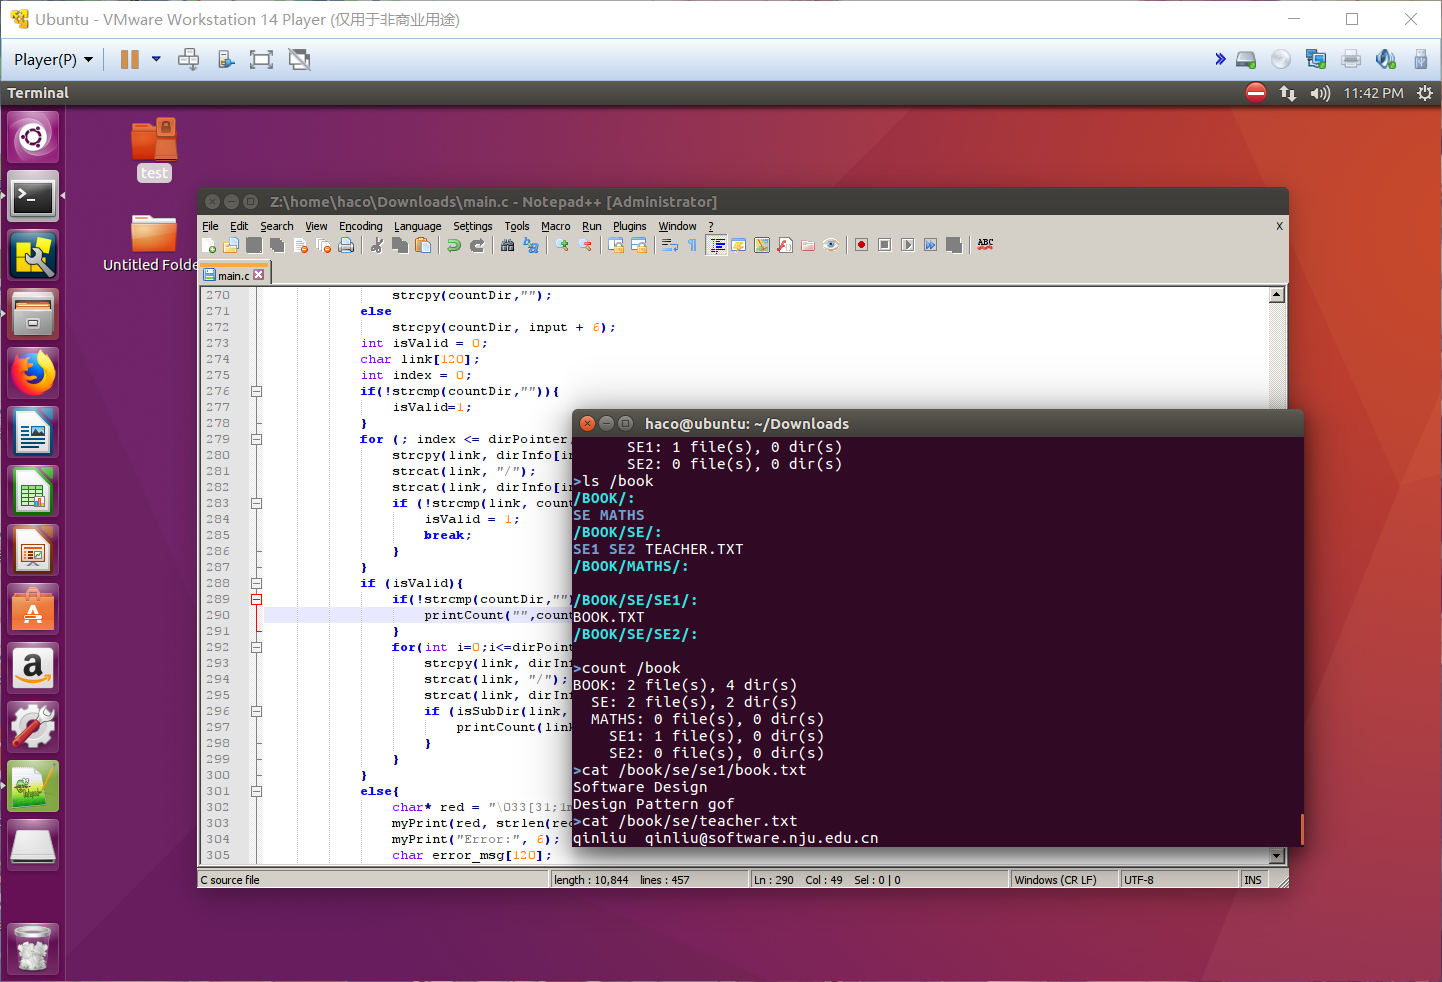 Ubuntu - VMware Workstation 14 Player (仅用于非商业用途)
Player(P)
Terminal
11:42 PM
test
Untitled Folde
Z:\home\haco\Downloads\main.c - Notepad++ [Administrator]
File Edit Search View Encoding Language Settings Tools Macro Run Plugins Window ? X
ABC
main.c
270 strcpy(countDir,"");
271 else
272 strcpy(countDir, input + 6);
273 int isValid = 0;
274 char link[120];
275 int index = 0;
276 if(!strcmp(countDir,"")){
277 isValid=1;
278 }
279 for (; index <= dirPointer;
280 strcpy(link, dirInfo[in
281 strcat(link, "/");
282 strcat(link, dirInfo[in
283 if (!strcmp(link, count
284 isValid = 1;
285 break;
286 }
287 }
288 if (isValid){
289 if(!strcmp(countDir,"")
290 printCount("",count
291 }
292 for(int i=0;i<=dirPoint
293 strcpy(link, dirInf
294 strcat(link, "/");
295 strcat(link, dirInf
296 if (isSubDir(link,
297 printCount(link
298 }
299 }
300 }
301 else{
302 char* red = "\033[31;1m
303 myPrint(red, strlen(red
304 myPrint("Error:", 6);
305 char error_msg[120];
haco@ubuntu: ~/Downloads
SE1: 1 file(s), 0 dir(s)
SE2: 0 file(s), 0 dir(s)
>ls /book
/BOOK/:
SE MATHS
/BOOK/SE/:
SE1 SE2 TEACHER.TXT
/BOOK/MATHS/:
/BOOK/SE/SE1/:
BOOK.TXT
/BOOK/SE/SE2/:
>count /book
BOOK: 2 file(s), 4 dir(s)
SE: 2 file(s), 2 dir(s)
MATHS: 0 file(s), 0 dir(s)
SE1: 1 file(s), 0 dir(s)
SE2: 0 file(s), 0 dir(s)
>cat /book/se/se1/book.txt
Software Design
Design Pattern gof
>cat /book/se/teacher.txt
qinliu qinliu@software.nju.edu.cn
C source file length : 10,844 lines : 457 Ln : 290 Col : 49 Sel : 0 | 0 Windows (CR LF) UTF-8 INS